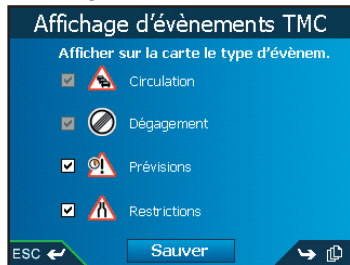 Affichage d'évènements TMC
Afficher sur la carte le type d'évènem.
Circulation
Dégagement
Prévisions
Restrictions
ESC
Sauver